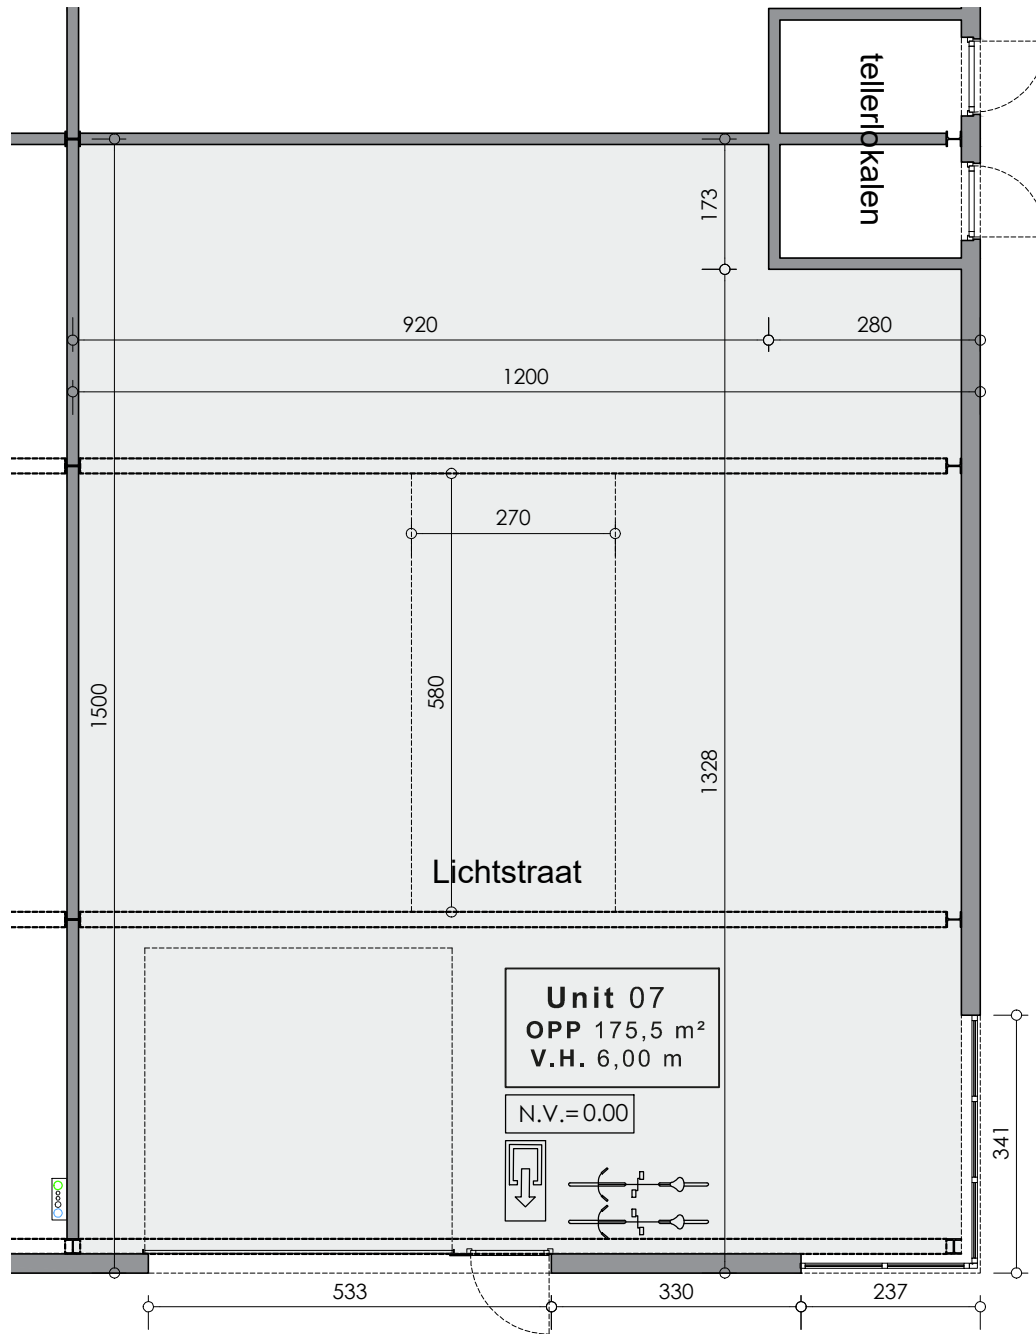 tellerlokalen
173
920
280
1200
270
1500
580
1328
Lichtstraat
Unit 07
OPP 175,5 m²
V.H. 6,00 m
N.V.=0.00
341
533
330
237